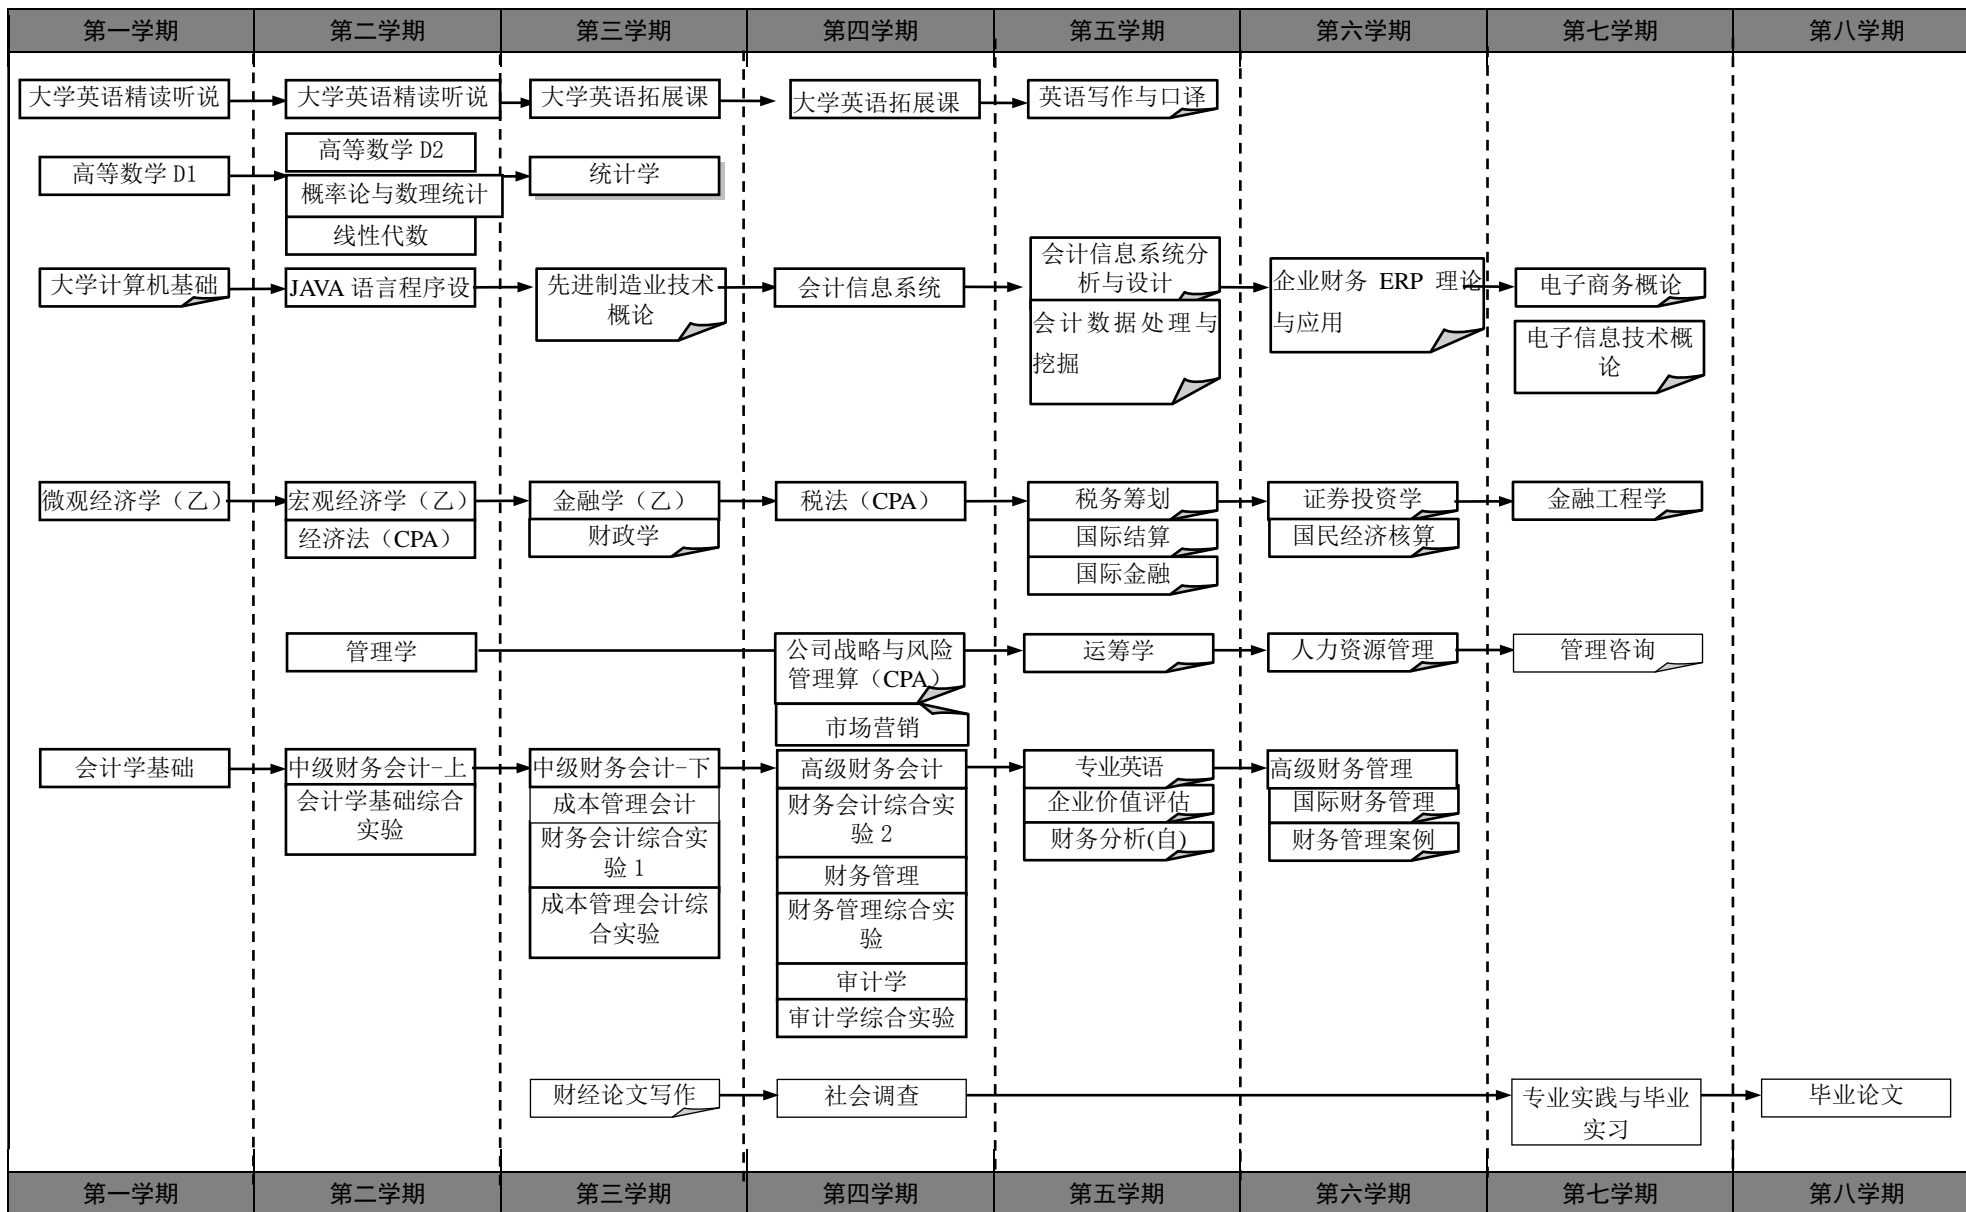 第一学期 第二学期 第三学期 第四学期 第五学期 第六学期 第七学期 第八学期
大学英语精读听说 大学英语精读听说 大学英语拓展课 大学英语拓展课 英语写作与口译
高等数学 D2
高等数学 D1 统计学
概率论与数理统计
线性代数
大学计算机基础 JAVA 语言程序设 先进制造业技术
概论
会计信息系统
会计信息系统分
析与设计
会计数据处理与
挖掘
企业财务 ERP 理论
与应用
电子商务概论
电子信息技术概
论
微观经济学（乙） 宏观经济学（乙） 金融学（乙） 税法（CPA） 税务筹划 证券投资学 金融工程学
经济法（CPA） 财政学 国际结算 国民经济核算
国际金融
管理学
公司战略与风险
管理算（CPA）
运筹学 人力资源管理 管理咨询
市场营销
会计学基础 中级财务会计-上 中级财务会计-下 高级财务会计 专业英语 高级财务管理
会计学基础综合
实验
成本管理会计
财务会计综合实
验 1
成本管理会计综
合实验
财务会计综合实
验 2
财务管理
财务管理综合实
验
审计学
审计学综合实验
企业价值评估 国际财务管理
财务分析(自) 财务管理案例
财经论文写作 社会调查
专业实践与毕业
实习
毕业论文
第一学期 第二学期 第三学期 第四学期 第五学期 第六学期 第七学期 第八学期